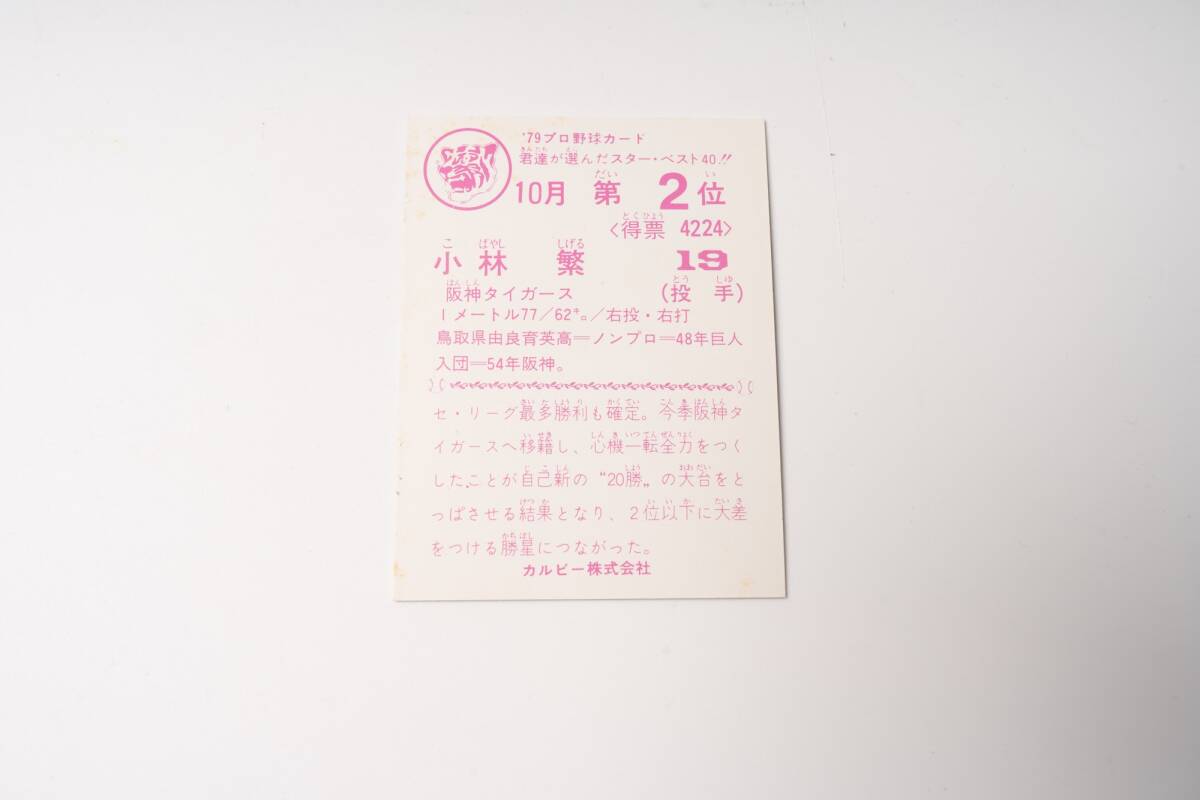 '79プロ野球カード
君達が選んだスター・ベスト40!!
10月 第 2位
<得票 4224>
小林 繁 19
阪神タイガース (投手)
1メートル77/62㌔/右投・右打
鳥取県由良育英高=ノンプロ=48年巨人
入団=54年阪神。
セ・リーグ最多勝利も確定。今季阪神タ
イガースへ移籍し、心機一転全力をつく
したことが自己新の“20勝„の大台をと
っぱさせる結果となり、2位以下に大差
をつける勝星につながった。
カルビー株式会社